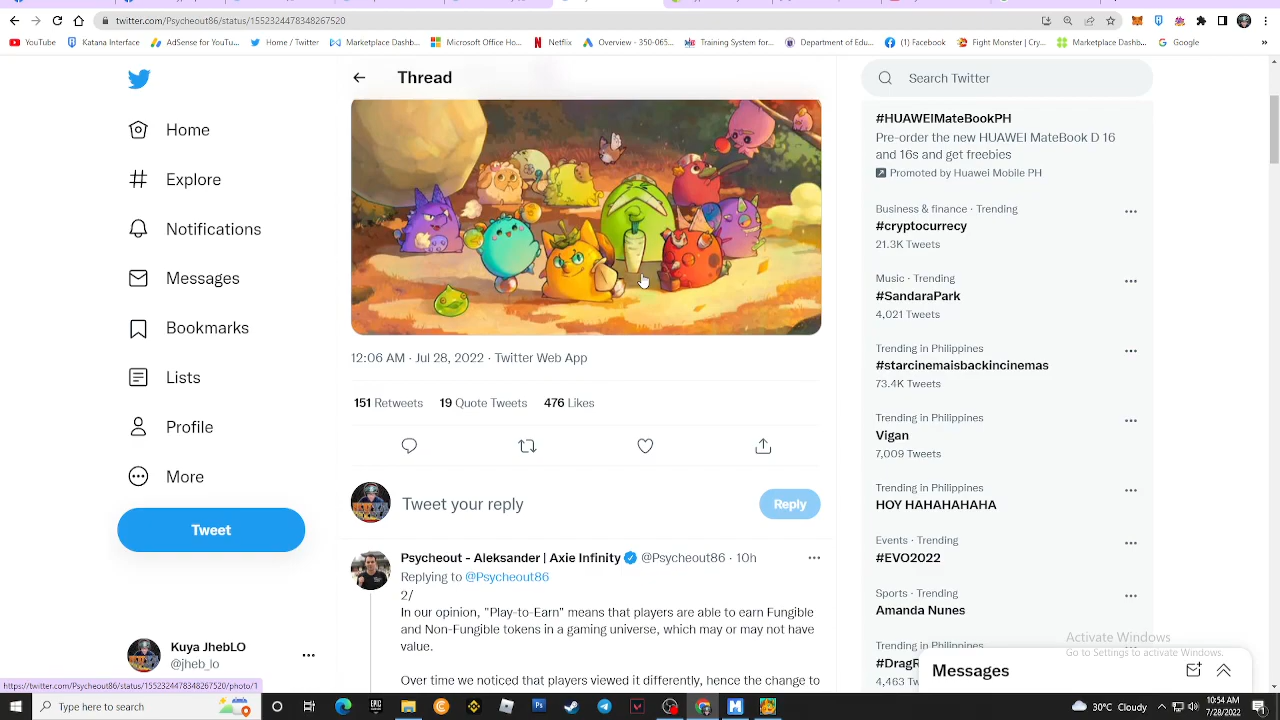 twitter.com/Psycheout86/status/1552324478348267520
YouTube
Katana Interface
AdSense for YouTu...
Home / Twitter
Marketplace Dashb...
Microsoft Office Ho...
Netflix
Overview - 350-065...
Training System for...
Department of Edu...
(1) Facebook
Fight Monster | Cry...
Marketplace Dashb...
Google
»
Home
Explore
Notifications
Messages
Bookmarks
Lists
Profile
More
Tweet
Kuya JhebLO
@jheb_lo
https://twitter.com/Psycheout86/status/1552324478348267520/photo/1
Thread
12:06 AM · Jul 28, 2022 · Twitter Web App
151 Retweets 19 Quote Tweets 476 Likes
Tweet your reply
Reply
Psycheout - Aleksander | Axie Infinity @Psycheout86 · 10h
Replying to @Psycheout86
2/
In our opinion, "Play-to-Earn" means that players are able to earn Fungible
and Non-Fungible tokens in a gaming universe, which may or may not have
value.
Over time we noticed that players viewed it differently, hence the change to
Search Twitter
#HUAWEIMateBookPH
Pre-order the new HUAWEI MateBook D 16
and 16s and get freebies
Promoted by Huawei Mobile PH
Business & finance · Trending
#cryptocurrecy
21.3K Tweets
Music · Trending
#SandaraPark
4,021 Tweets
Trending in Philippines
#starcinemaisbackincinemas
73.4K Tweets
Trending in Philippines
Vigan
7,009 Tweets
Trending in Philippines
HOY HAHAHAHAHA
Events · Trending
#EVO2022
Sports · Trending
Amanda Nunes
Trending in Philippines
#DragR
4,463 Tweets
Activate Windows
Go to Settings to activate Windows.
Messages
Type here to search
30°C Cloudy
10:54 AM
7/28/2022